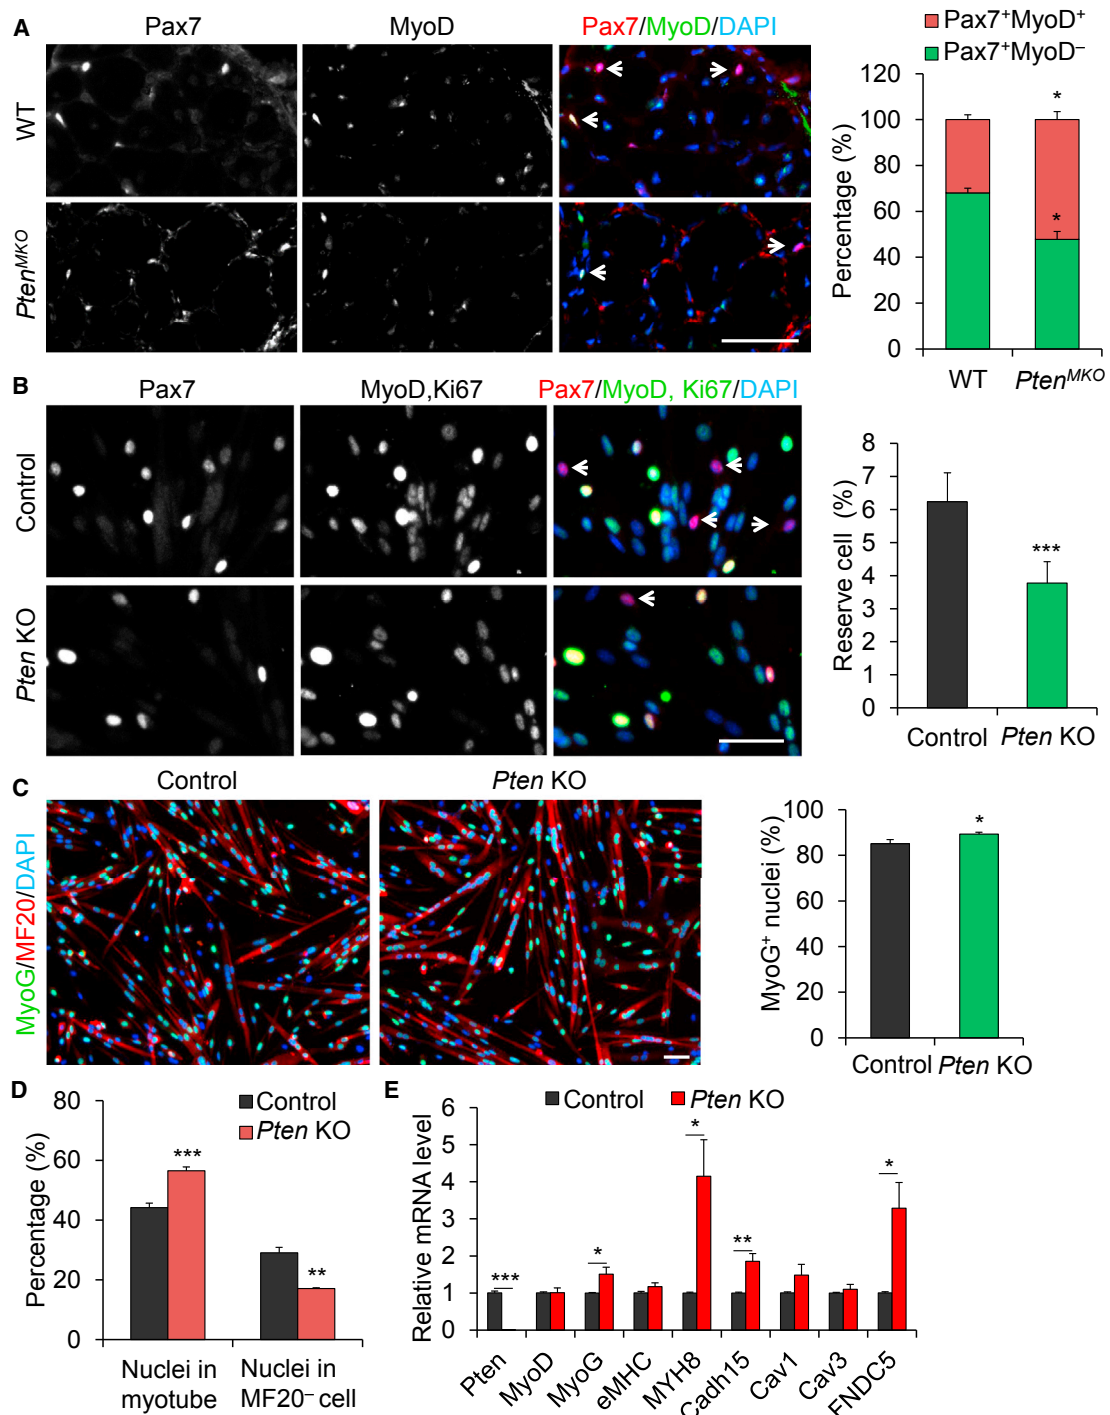 A
Pax7
MyoD
Pax7/MyoD/DAPI
WT
Pten^MKO
Pax7+MyoD+
Pax7+MyoD−
120
100
80
60
40
20
0
Percentage (%)
*
*
WT
Pten^MKO
B
Pax7
MyoD,Ki67
Pax7/MyoD, Ki67/DAPI
Control
Pten KO
8
7
6
5
4
3
2
1
0
Reserve cell (%)
***
Control
Pten KO
C
Control
Pten KO
MyoG/MF20/DAPI
100
80
60
40
20
0
MyoG+ nuclei (%)
*
Control
Pten KO
D
80
60
40
20
0
Percentage (%)
Control
Pten KO
***
**
Nuclei in
myotube
Nuclei in
MF20− cell
E
6
5
4
3
2
1
0
Relative mRNA level
Control
Pten KO
***
*
*
**
*
Pten
MyoD
MyoG
eMHC
MYH8
Cadh15
Cav1
Cav3
FNDC5